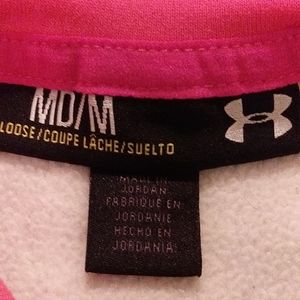 MD/M
LOOSE/COUPE LÂCHE/SUELTO
MADE IN
JORDAN
FABRIQUÉ EN
JORDANIE
HECHO EN
JORDANIA